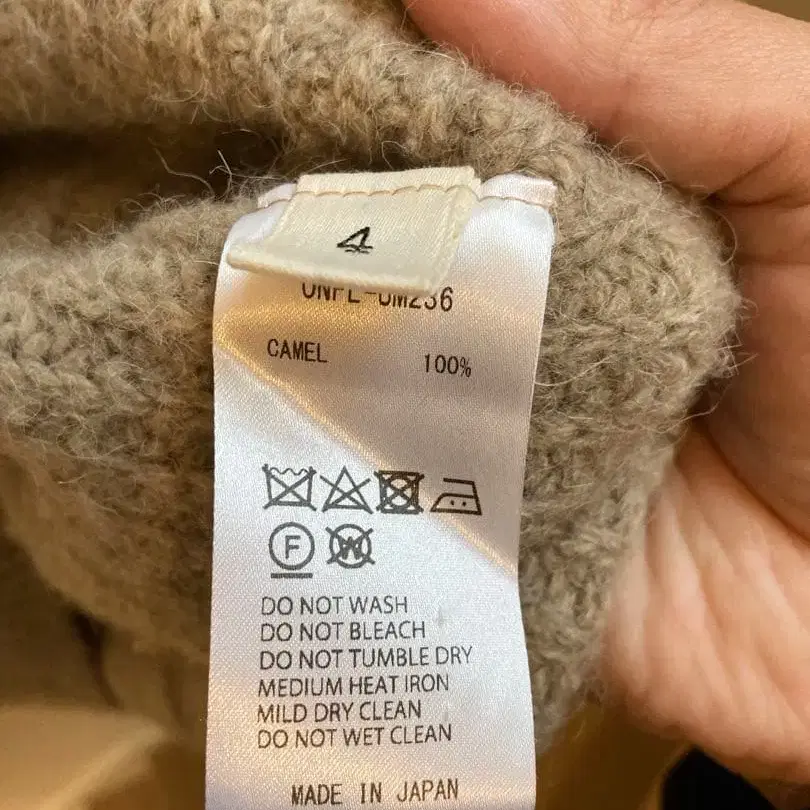 4
CAMEL 100%
F W
DO NOT WASH
DO NOT BLEACH
DO NOT TUMBLE DRY
MEDIUM HEAT IRON
MILD DRY CLEAN
DO NOT WET CLEAN
MADE IN JAPAN